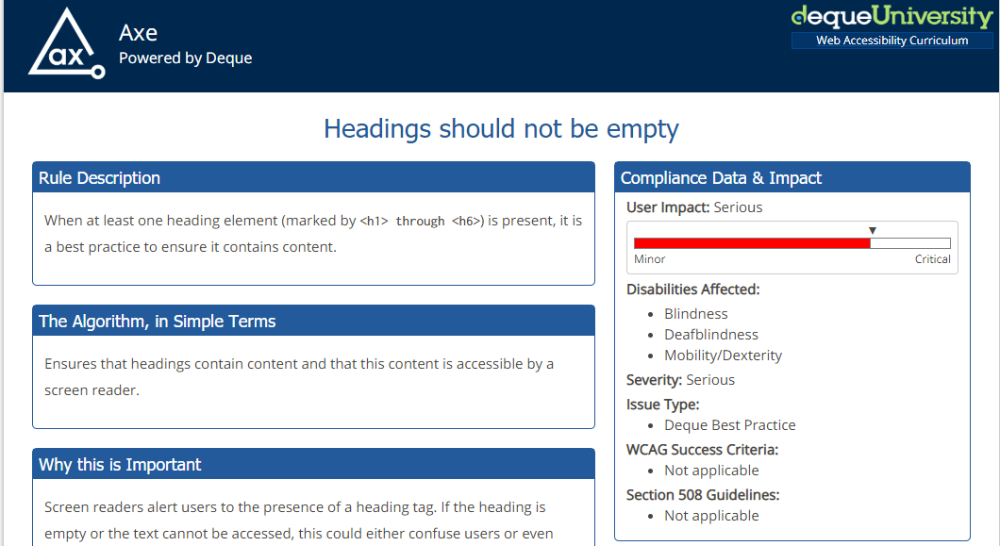 ax
Axe
Powered by Deque
dequeUniversity
Web Accessibility Curriculum
Headings should not be empty
Rule Description
When at least one heading element (marked by <h1> through <h6>) is present, it is
a best practice to ensure it contains content.
The Algorithm, in Simple Terms
Ensures that headings contain content and that this content is accessible by a
screen reader.
Why this is Important
Screen readers alert users to the presence of a heading tag. If the heading is
empty or the text cannot be accessed, this could either confuse users or even
Compliance Data & Impact
User Impact: Serious
Minor Critical
Disabilities Affected:
Blindness
Deafblindness
Mobility/Dexterity
Severity: Serious
Issue Type:
Deque Best Practice
WCAG Success Criteria:
Not applicable
Section 508 Guidelines:
Not applicable